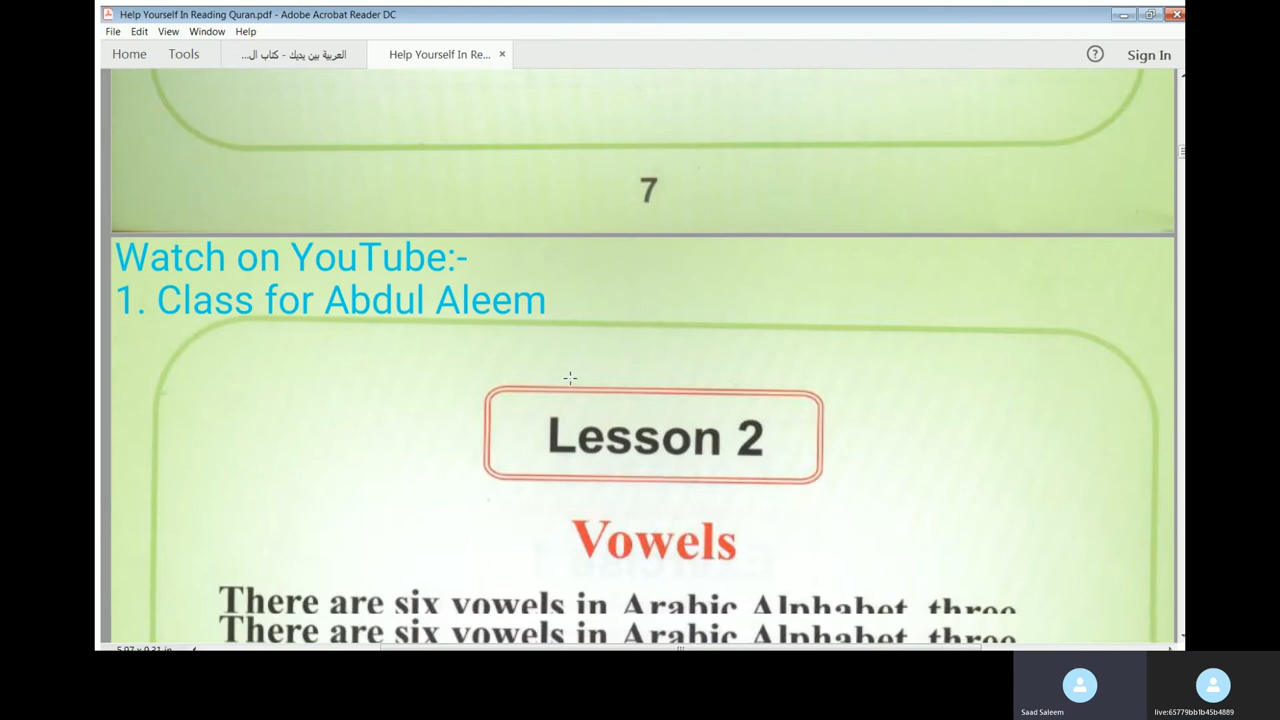 Help Yourself In Reading Quran.pdf - Adobe Acrobat Reader DC
File Edit View Window Help
Home Tools العربية بين يديك - كتاب ال... Help Yourself In Re... × ? Sign In
7
Watch on YouTube:-
1. Class for Abdul Aleem
Lesson 2
Vowels
There are six vowels in Arabic Alphabet, three
There are six vowels in Arabic Alphabet, three
Saad Saleem live:65779bb1b45b4889